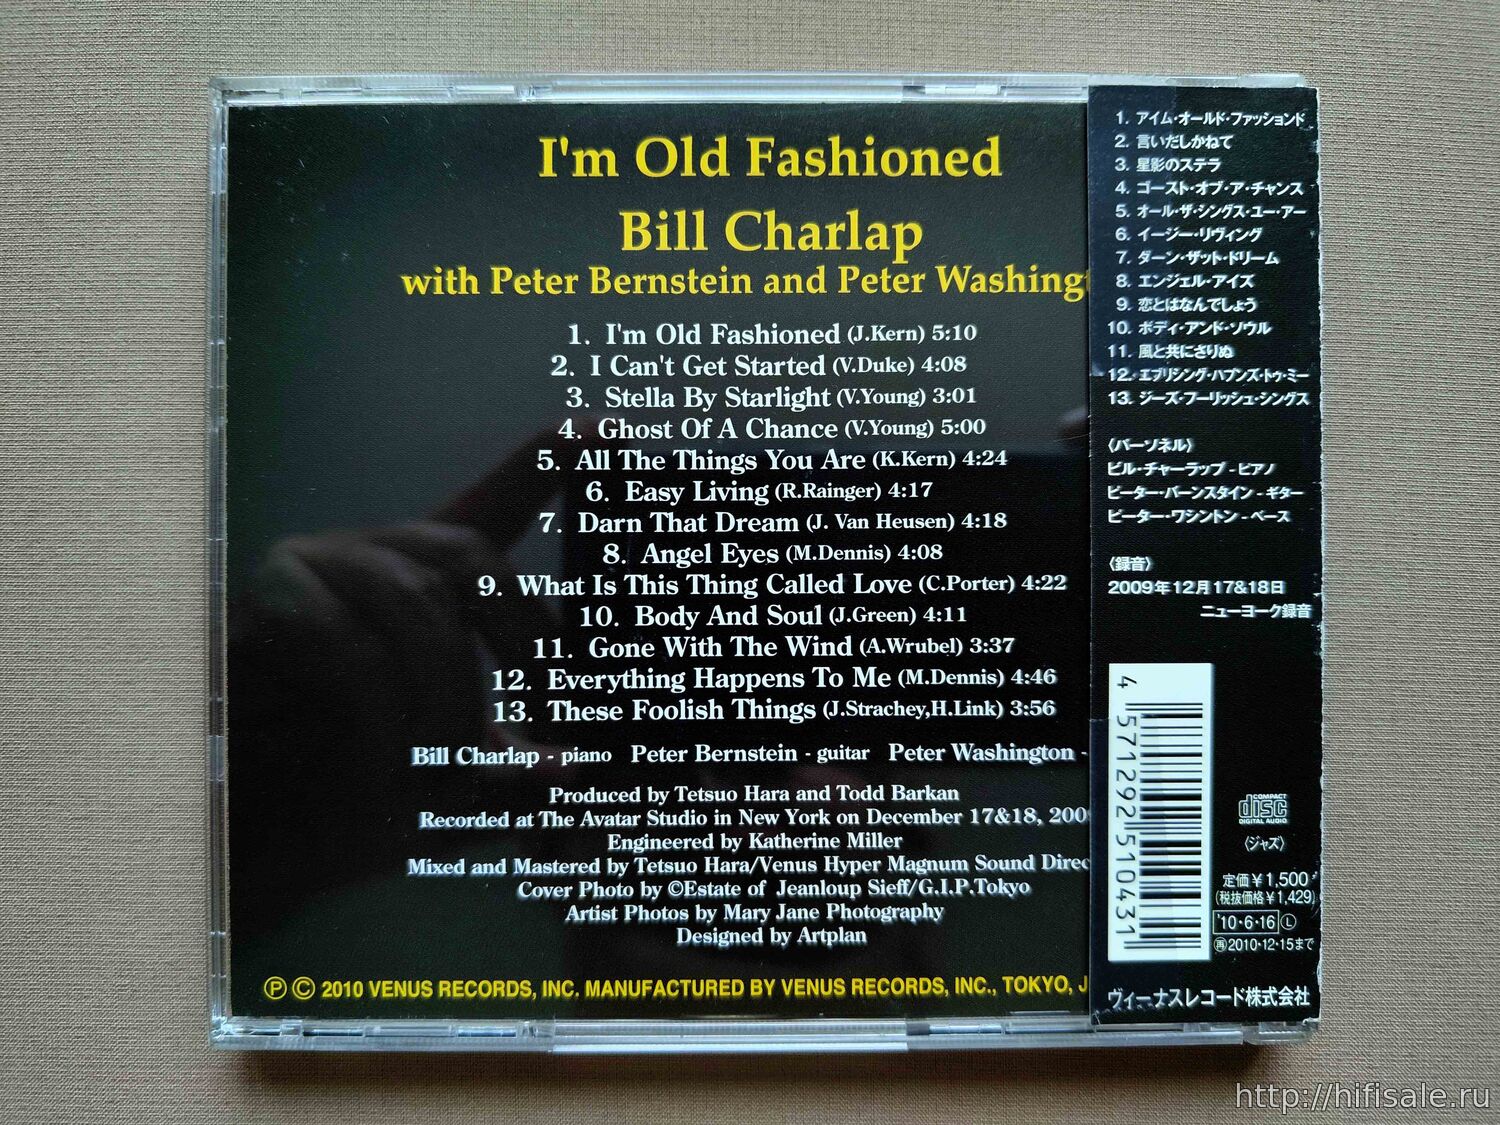 I'm Old Fashioned
Bill Charlap
with Peter Bernstein and Peter Washingt
1. I'm Old Fashioned (J.Kern) 5:10
2. I Can't Get Started (V.Duke) 4:08
3. Stella By Starlight (V.Young) 3:01
4. Ghost Of A Chance (V.Young) 5:00
5. All The Things You Are (K.Kern) 4:24
6. Easy Living (R.Rainger) 4:17
7. Darn That Dream (J. Van Heusen) 4:18
8. Angel Eyes (M.Dennis) 4:08
9. What Is This Thing Called Love (C.Porter) 4:22
10. Body And Soul (J.Green) 4:11
11. Gone With The Wind (A.Wrubel) 3:37
12. Everything Happens To Me (M.Dennis) 4:46
13. These Foolish Things (J.Strachey,H.Link) 3:56
Bill Charlap - piano Peter Bernstein - guitar Peter Washington -
Produced by Tetsuo Hara and Todd Barkan
Recorded at The Avatar Studio in New York on December 17&18, 200
Engineered by Katherine Miller
Mixed and Mastered by Tetsuo Hara/Venus Hyper Magnum Sound Direc
Cover Photo by ©Estate of Jeanloup Sieff/G.I.P.Tokyo
Artist Photos by Mary Jane Photography
Designed by Artplan
Ⓟ © 2010 VENUS RECORDS, INC. MANUFACTURED BY VENUS RECORDS, INC., TOKYO, J
1. アイム・オールド・ファッションド
2. 言いだしかねて
3. 星影のステラ
4. ゴースト・オブ・ア・チャンス
5. オール・ザ・シングス・ユー・アー
6. イージー・リヴィング
7. ダーン・ザット・ドリーム
8. エンジェル・アイズ
9. 恋とはなんでしょう
10. ボディ・アンド・ソウル
11. 風と共にさりぬ
12. エブリシング・ハプンズ・トゥ・ミー
13. ジーズ・フーリッシュ・シングス
〈パーソネル〉
ビル・チャーラップ - ピアノ
ピーター・バーンスタイン - ギター
ピーター・ワシントン - ベース
〈録音〉
2009年12月17&18日
ニューヨーク録音
4 571292 510431
COMPACT
disc
DIGITAL AUDIO
〈ジャズ〉
定価¥1,500
(税抜価格¥1,429)
'10・6・16 Ⓛ
㊢2010・12・15まで
ヴィーナスレコード株式会社
http://hifisale.ru